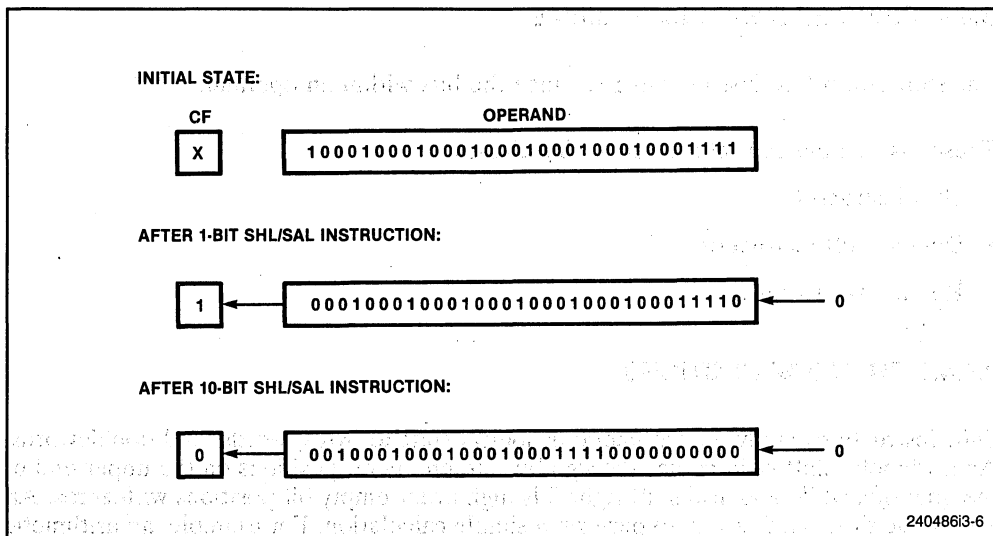 INITIAL STATE:
CF OPERAND
X 10001000100010001000100010001111
AFTER 1-BIT SHL/SAL INSTRUCTION:
1 00010001000100010001000100011110 0
AFTER 10-BIT SHL/SAL INSTRUCTION:
0 00100010001000100011110000000000 0
240486i3-6